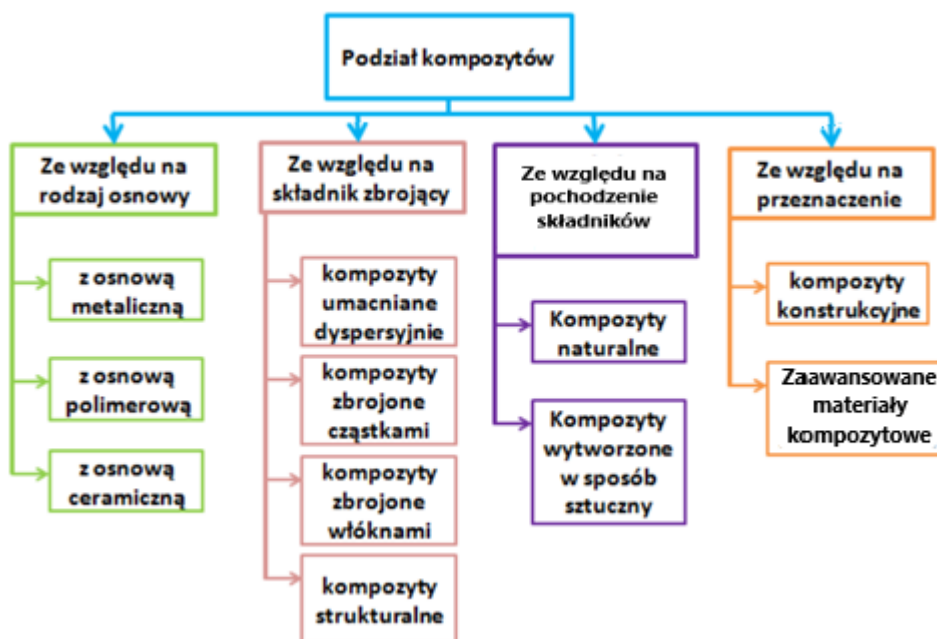 Podział kompozytów
Ze względu na
rodzaj osnowy
z osnową
metaliczną
z osnową
polimerową
z osnową
ceramiczną
Ze względu na
składnik zbrojący
kompozyty
umacniane
dyspersyjnie
kompozyty
zbrojone
cząstkami
kompozyty
zbrojone
włóknami
kompozyty
strukturalne
Ze względu na
pochodzenie
składników
Kompozyty
naturalne
Kompozyty
wytworzone
w sposób
sztuczny
Ze względu na
przeznaczenie
kompozyty
konstrukcyjne
Zaawansowane
materiały
kompozytowe